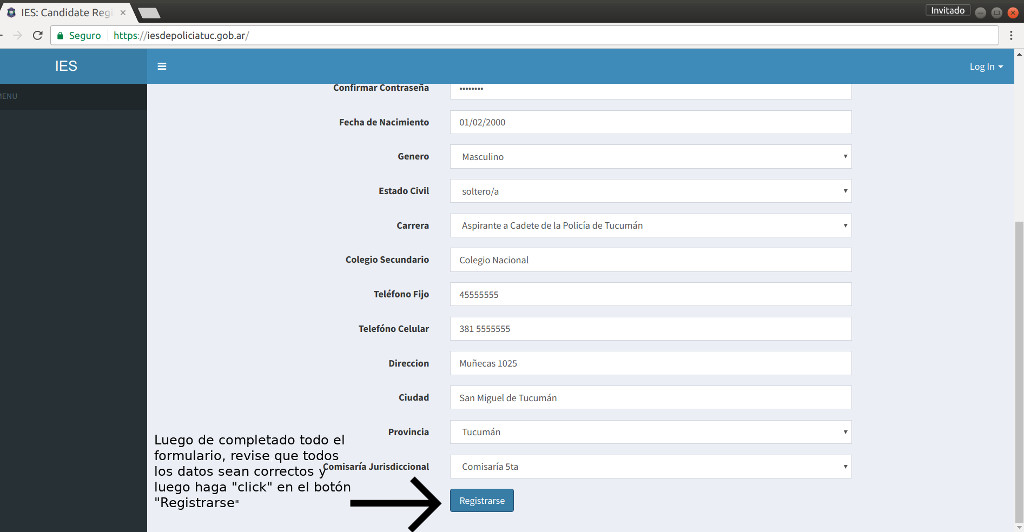 IES: Candidate Reg
Invitado
Seguro https://iesdepoliciatuc.gob.ar/
IES
Log In
MENU
Confirmar Contraseña ••••••••
Fecha de Nacimiento 01/02/2000
Genero Masculino
Estado Civil soltero/a
Carrera Aspirante a Cadete de la Policía de Tucumán
Colegio Secundario Colegio Nacional
Teléfono Fijo 45555555
Telefóno Celular 381 5555555
Direccion Muñecas 1025
Ciudad San Miguel de Tucumán
Provincia Tucumán
Comisaría Jurisdiccional Comisaria 5ta
Luego de completado todo el
formulario, revise que todos
los datos sean correctos y
luego haga "click" en el botón
"Registrarse"
Registrarse